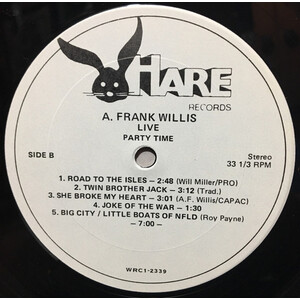 HARE
RECORDS
A. FRANK WILLIS
LIVE
PARTY TIME
SIDE B
Stereo
33 1/3 RPM
1. ROAD TO THE ISLES — 2:48 (Will Miller/PRO)
2. TWIN BROTHER JACK — 3:12 (Trad.)
3. SHE BROKE MY HEART — 3:01 (A.F. Willis/CAPAC)
4. JOKE OF THE WAR — 1:30
5. BIG CITY / LITTLE BOATS OF NFLD (Roy Payne)
— 7:00 —
WRC1-2339